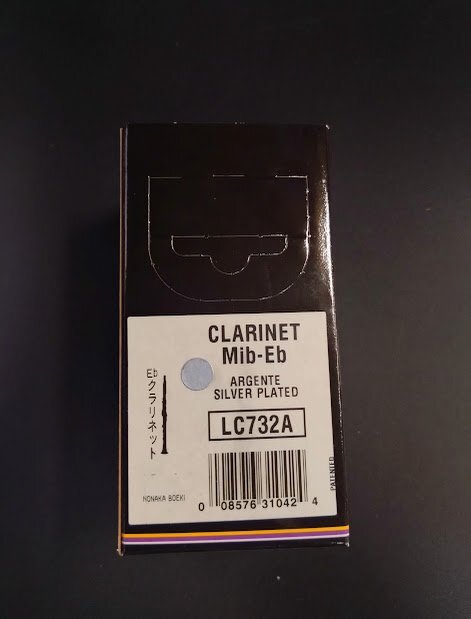 CLARINET
Mib-Eb
ARGENTE
SILVER PLATED
LC732A
Eb クラリネット
NONAKA BOEKI
0 08576 31042 4
PATENTED